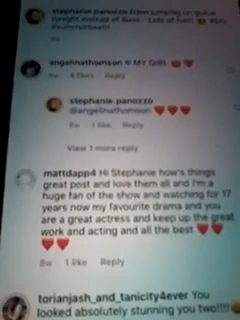 stephanie.panozzo Eden jumping on guitar
tonight instead of Bass - lots of fun!
angelinathomson MY GIRL
8w 4 likes Reply
stephanie.panozzo
@angelinathomson ❤️❤️❤️
8w 1 like Reply
View 1 more reply
mattdapp4 Hi Stephanie how's things
great post and love them all and i'm a
huge fan of the show and watching for 17
years now my favourite drama and you
are a great actress and keep up the great
work and acting and all the best ❤️❤️
❤️❤️
8w 1 like Reply
torianjash_and_tanicity4ever You
looked absolutely stunning you two!!!!